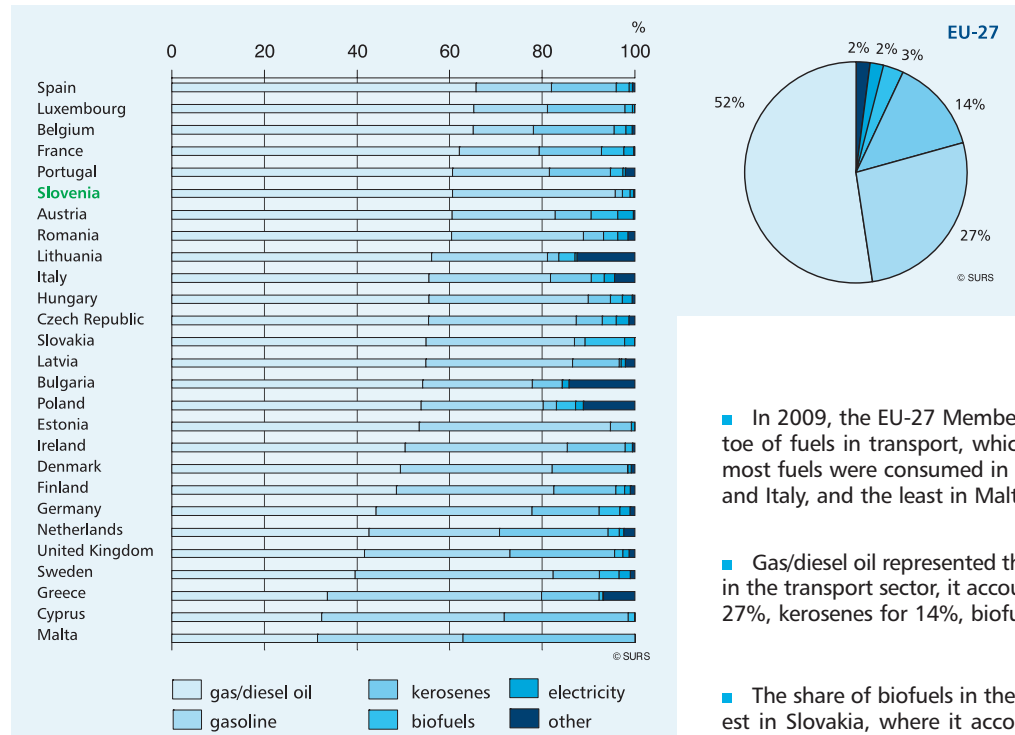 %
0 20 40 60 80 100
Spain
Luxembourg
Belgium
France
Portugal
Slovenia
Austria
Romania
Lithuania
Italy
Hungary
Czech Republic
Slovakia
Latvia
Bulgaria
Poland
Estonia
Ireland
Denmark
Finland
Germany
Netherlands
United Kingdom
Sweden
Greece
Cyprus
Malta
© SURS
gas/diesel oil kerosenes electricity
gasoline biofuels other
EU-27
2% 2% 3%
52%
14%
27%
© SURS
■ In 2009, the EU-27 Membe
toe of fuels in transport, whic
most fuels were consumed in
and Italy, and the least in Malt
■ Gas/diesel oil represented th
in the transport sector, it accou
27%, kerosenes for 14%, biofu
■ The share of biofuels in the
est in Slovakia, where it acco